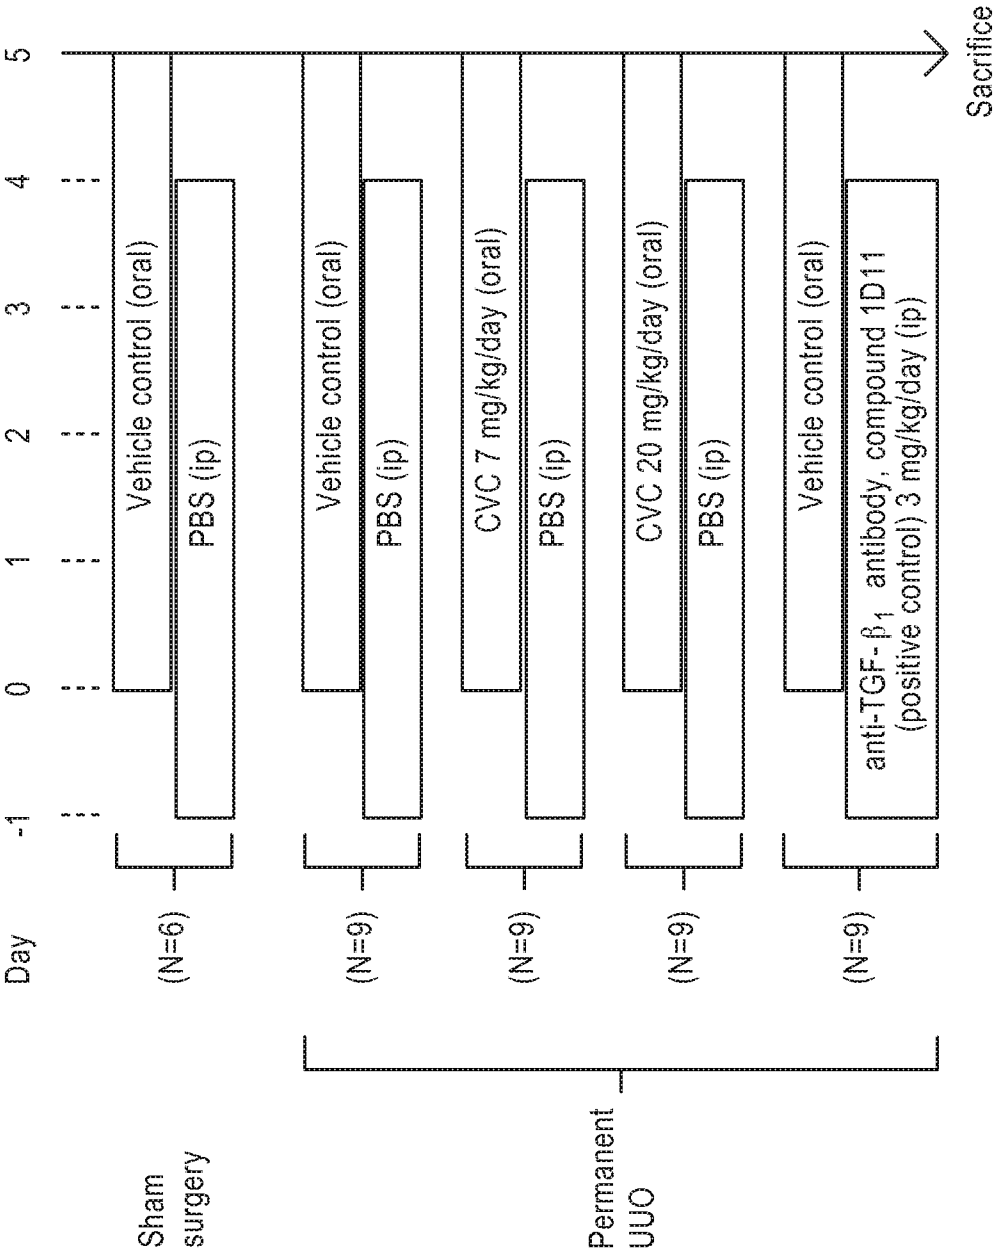 Day
-1
0
1
2
3
4
5
Sham
surgery
(N=6)
Vehicle control (oral)
PBS (ip)
Permanent
UUO
(N=9)
Vehicle control (oral)
PBS (ip)
(N=9)
CVC 7 mg/kg/day (oral)
PBS (ip)
(N=9)
CVC 20 mg/kg/day (oral)
PBS (ip)
(N=9)
Vehicle control (oral)
anti-TGF-β₁ antibody, compound 1D11
(positive control) 3 mg/kg/day (ip)
Sacrifice